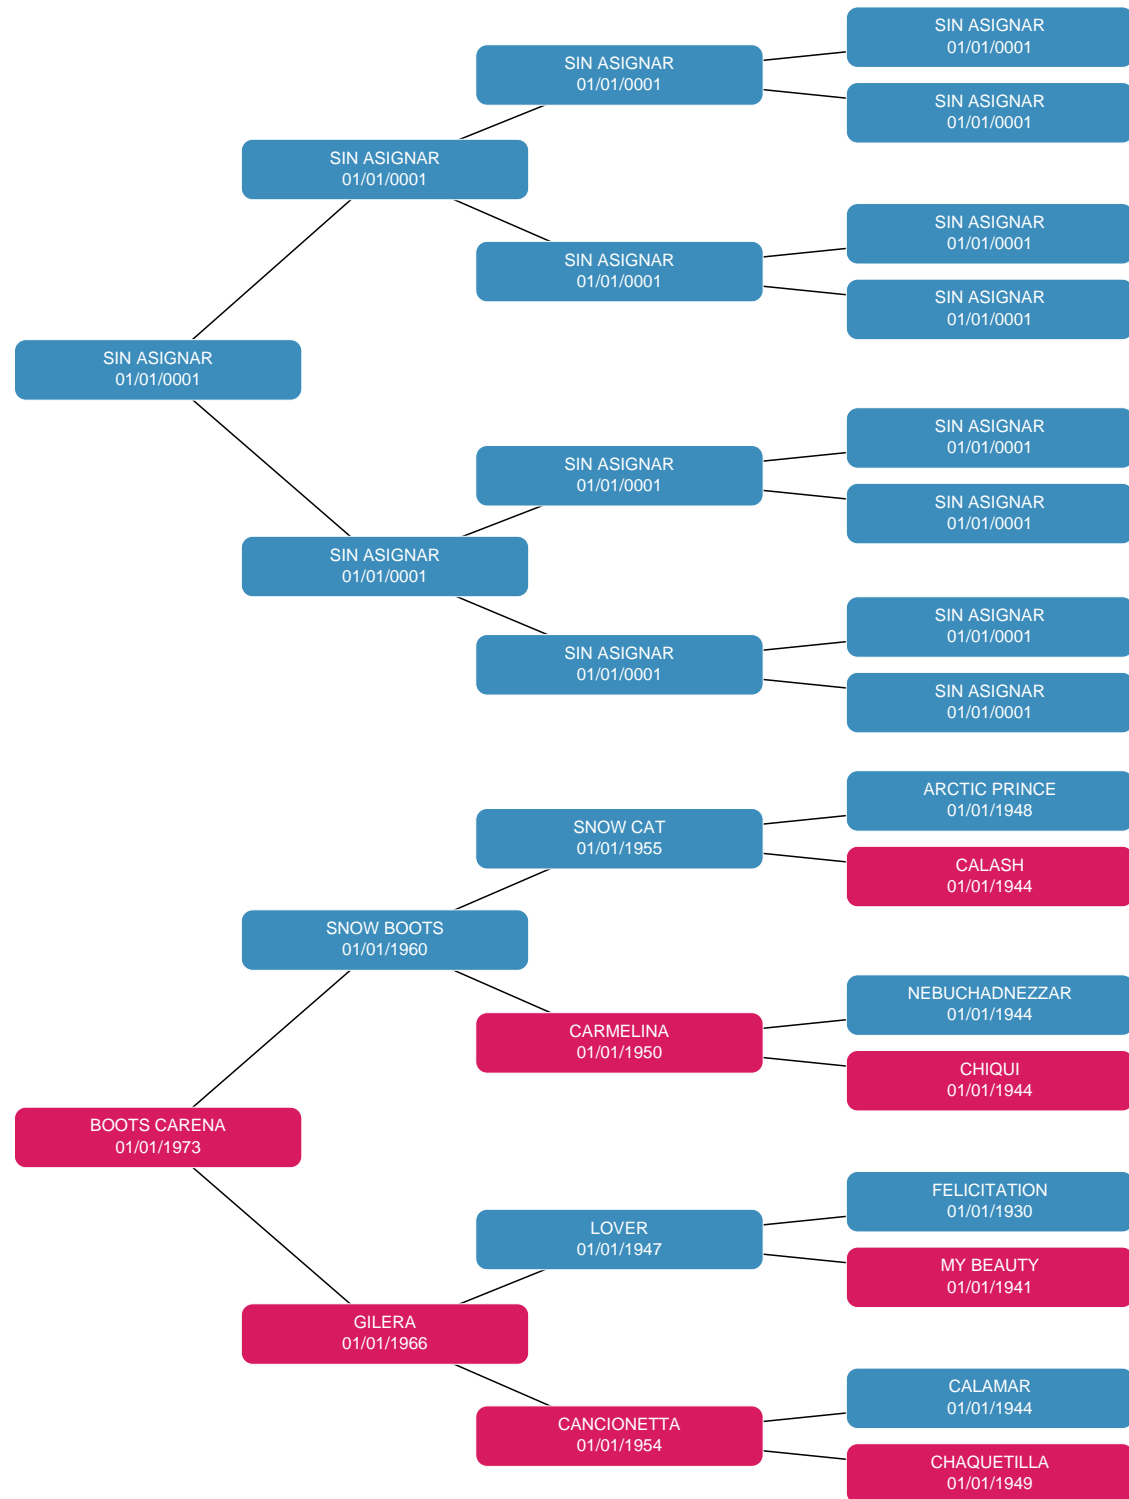 SIN ASIGNAR
01/01/0001
SIN ASIGNAR
01/01/0001
SIN ASIGNAR
01/01/0001
SIN ASIGNAR
01/01/0001
SIN ASIGNAR
01/01/0001
SIN ASIGNAR
01/01/0001
SIN ASIGNAR
01/01/0001
SIN ASIGNAR
01/01/0001
SIN ASIGNAR
01/01/0001
SIN ASIGNAR
01/01/0001
SIN ASIGNAR
01/01/0001
SIN ASIGNAR
01/01/0001
SIN ASIGNAR
01/01/0001
SIN ASIGNAR
01/01/0001
SIN ASIGNAR
01/01/0001
ARCTIC PRINCE
01/01/1948
SNOW CAT
01/01/1955
CALASH
01/01/1944
SNOW BOOTS
01/01/1960
NEBUCHADNEZZAR
01/01/1944
CARMELINA
01/01/1950
CHIQUI
01/01/1944
BOOTS CARENA
01/01/1973
FELICITATION
01/01/1930
LOVER
01/01/1947
MY BEAUTY
01/01/1941
GILERA
01/01/1966
CALAMAR
01/01/1944
CANCIONETTA
01/01/1954
CHAQUETILLA
01/01/1949